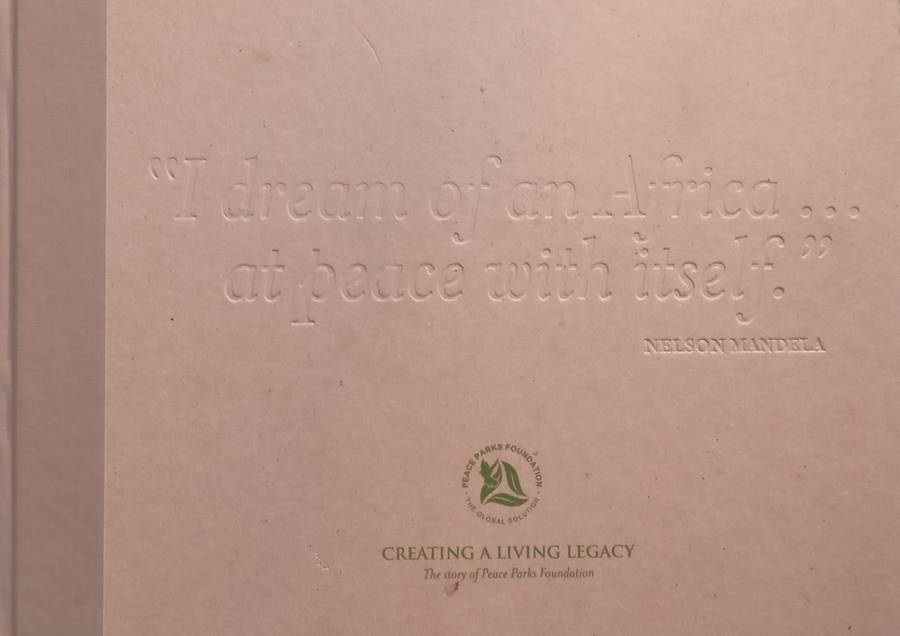 “I dream of an Africa ...
at peace with itself.”
NELSON MANDELA
PEACE PARKS FOUNDATION
· THE GLOBAL SOLUTION ·
CREATING A LIVING LEGACY
The story of Peace Parks Foundation